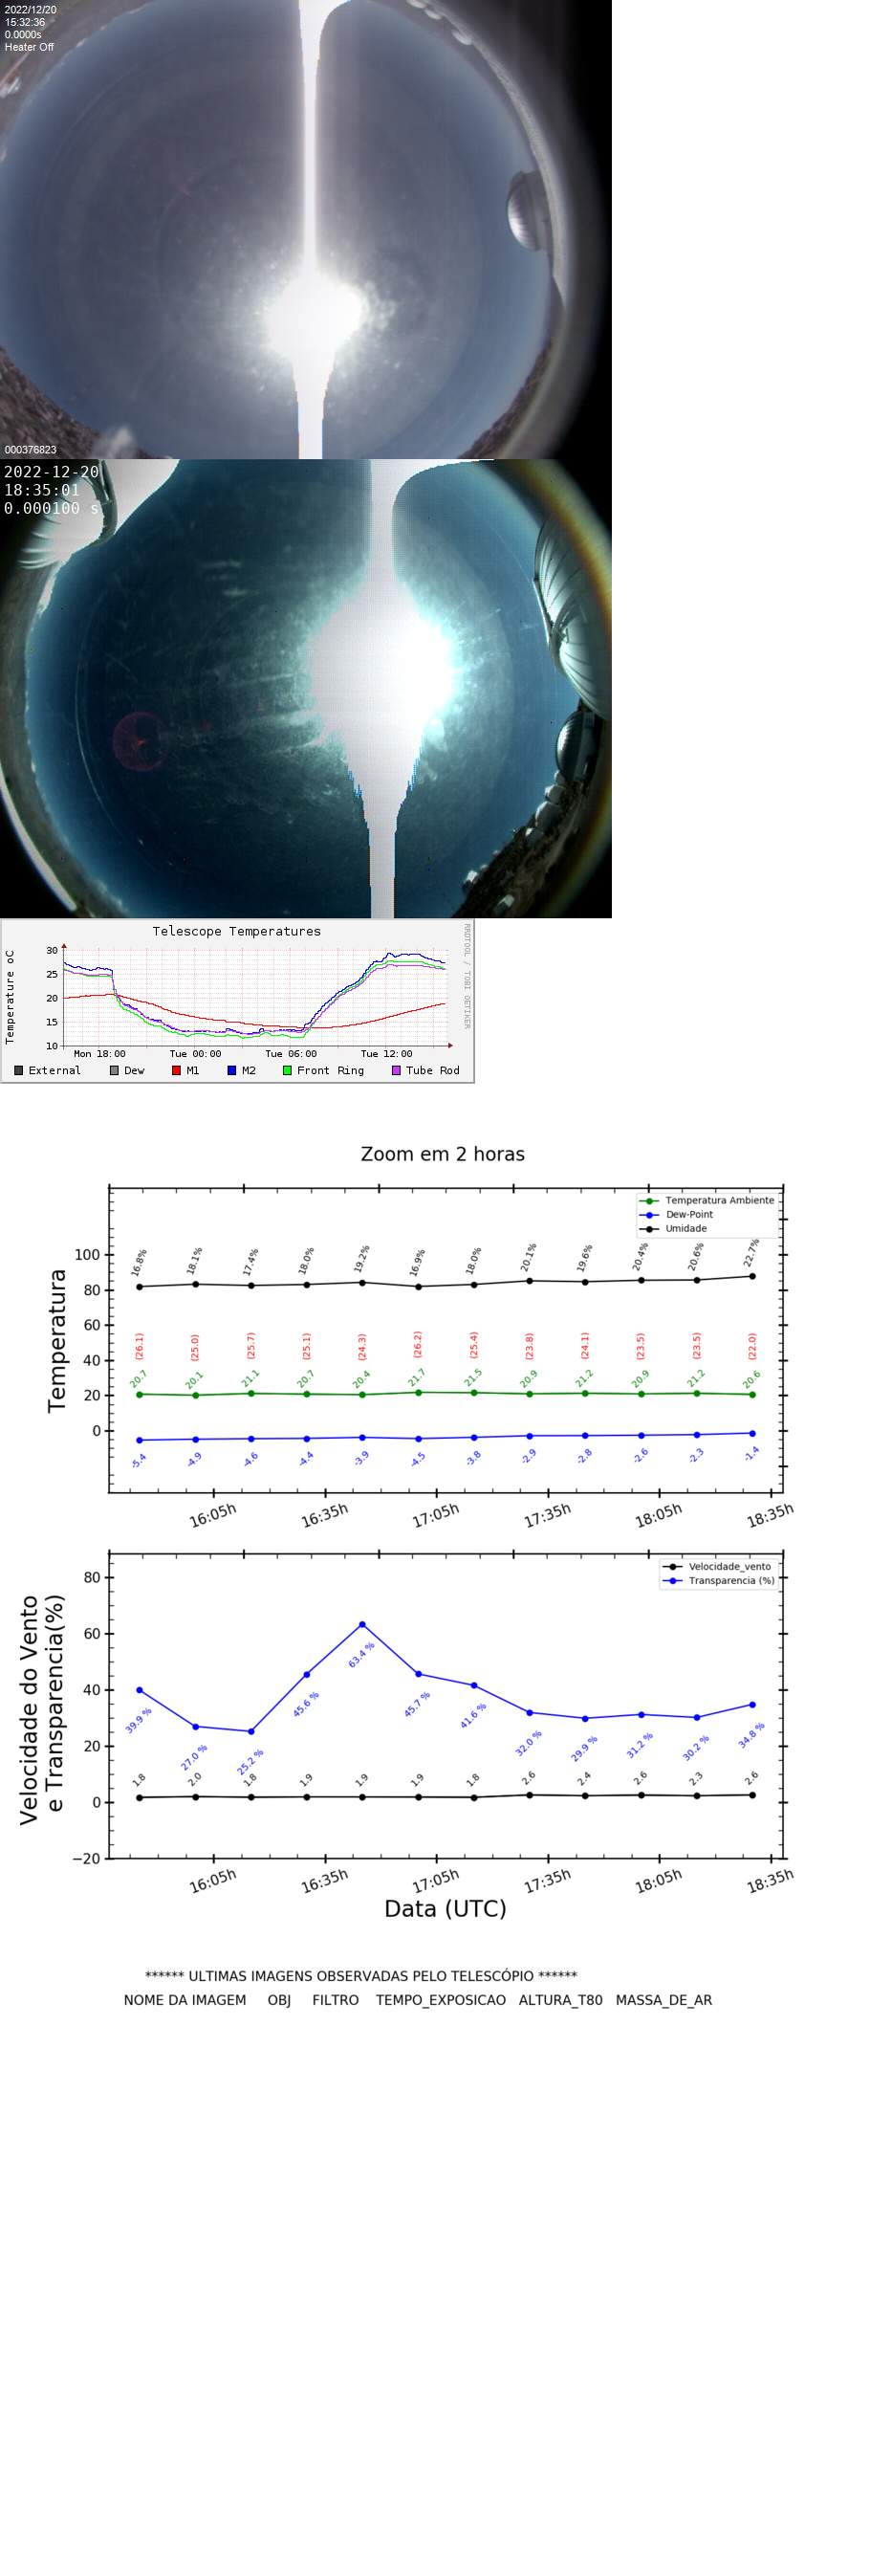 2022/12/20
15:32:36
0.0000s
Heater Off
000376823
2022-12-20
18:35:01
0.000100 s
Telescope Temperatures
RRDTOOL / TOBI OETIKER
Temperature oC
30
25
20
15
10
Mon 18:00 Tue 00:00 Tue 06:00 Tue 12:00
External Dew M1 M2 Front Ring Tube Rod
Zoom em 2 horas
Temperatura Ambiente
Dew-Point
Umidade
Temperatura
100
80
60
40
20
0
16.8% 18.1% 17.4% 18.0% 19.2% 16.9% 18.0% 20.1% 19.6% 20.4% 20.6% 22.7%
(26.1) (25.0) (25.7) (25.1) (24.3) (26.2) (25.4) (23.8) (24.1) (23.5) (23.5) (22.0)
20.7 20.1 21.1 20.7 20.4 21.7 21.5 20.9 21.2 20.9 21.2 20.6
-5.4 -4.9 -4.6 -4.4 -3.9 -4.5 -3.8 -2.9 -2.8 -2.6 -2.3 -1.4
16:05h 16:35h 17:05h 17:35h 18:05h 18:35h
Velocidade_vento
Transparencia (%)
Velocidade do Vento
e Transparencia(%)
80
60
40
20
0
−20
39.9 % 27.0 % 25.2 % 45.6 % 63.4 % 45.7 % 41.6 % 32.0 % 29.9 % 31.2 % 30.2 % 34.8 %
1.8 2.0 1.8 1.9 1.9 1.9 1.8 2.6 2.4 2.6 2.3 2.6
16:05h 16:35h 17:05h 17:35h 18:05h 18:35h
Data (UTC)
****** ULTIMAS IMAGENS OBSERVADAS PELO TELESCÓPIO ******
NOME DA IMAGEM OBJ FILTRO TEMPO_EXPOSICAO ALTURA_T80 MASSA_DE_AR